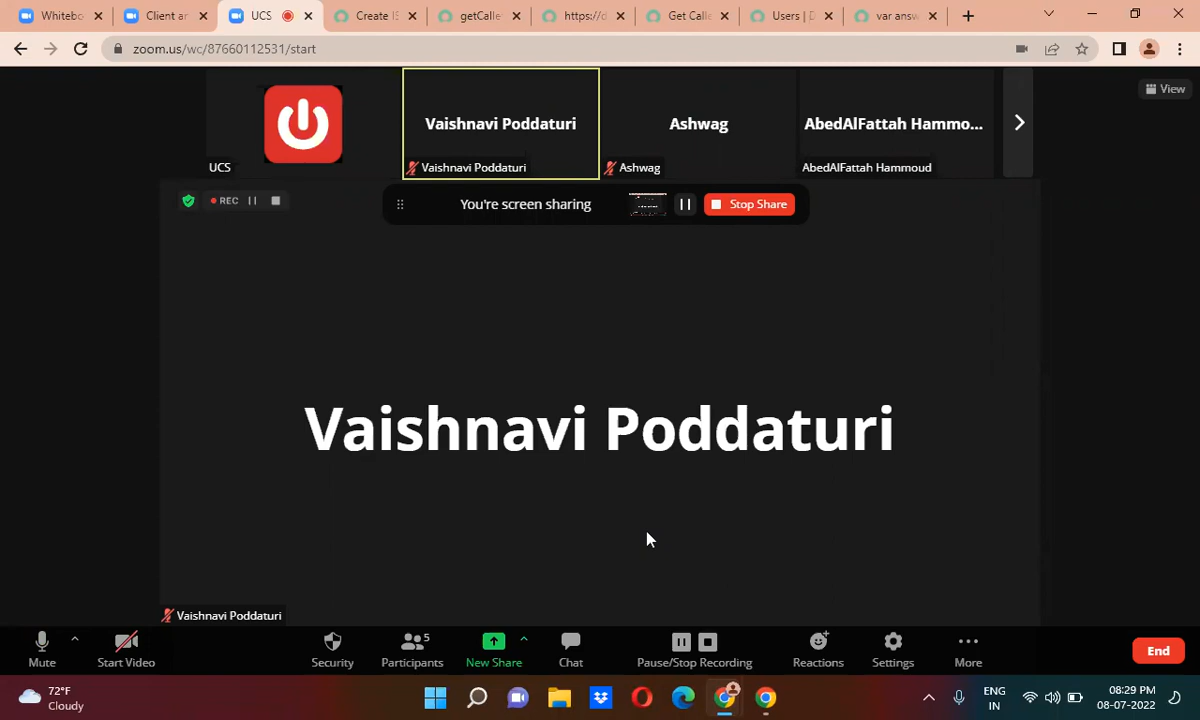 Whitebo
Client ar
UCS
Create IS
getCalle
https://d
Get Calle
Users | D
var answ
zoom.us/wc/87660112531/start
View
Vaishnavi Poddaturi
Ashwag
AbedAlFattah Hammo...
UCS
Vaishnavi Poddaturi
Ashwag
AbedAlFattah Hammoud
REC
You're screen sharing
Stop Share
Vaishnavi Poddaturi
Vaishnavi Poddaturi
Mute
Start Video
Security
5
Participants
New Share
Chat
Pause/Stop Recording
Reactions
Settings
More
End
72°F
Cloudy
ENG
IN
08:29 PM
08-07-2022